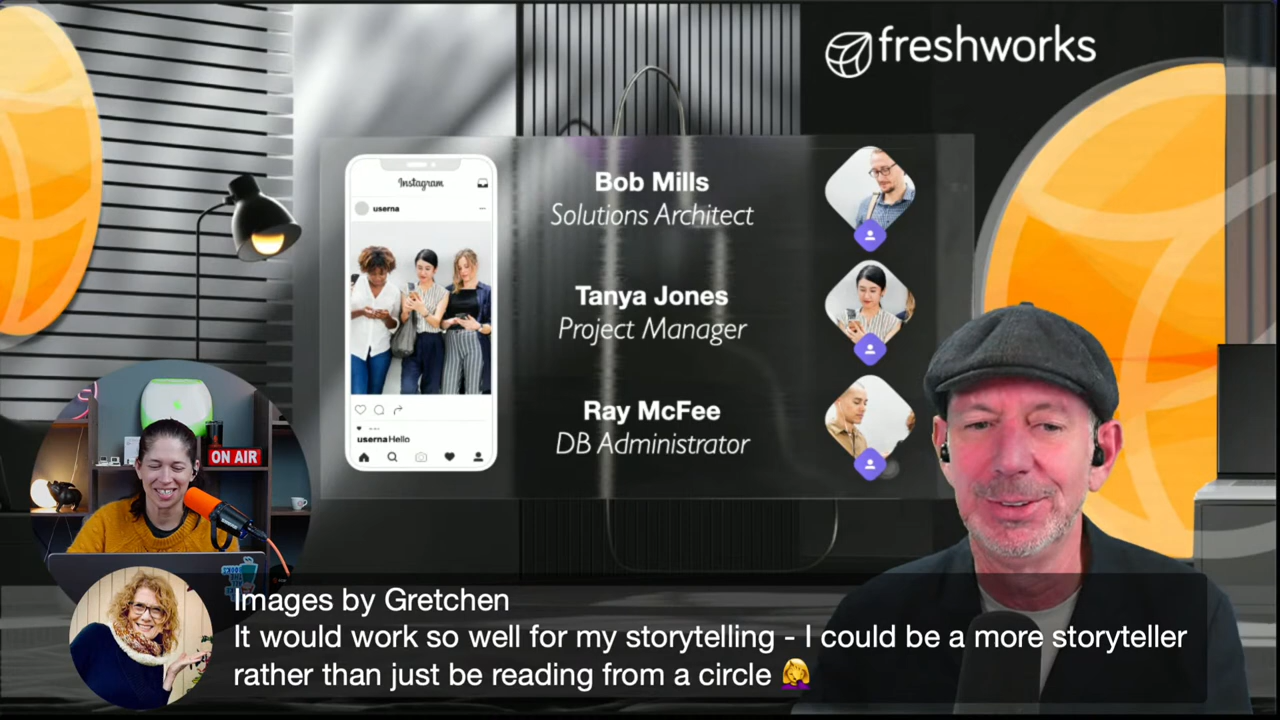 freshworks
Instagram
userna
Bob Mills
Solutions Architect
Tanya Jones
Project Manager
Ray McFee
DB Administrator
userna Hello
ON AIR
Images by Gretchen
It would work so well for my storytelling - I could be a more storyteller
rather than just be reading from a circle 🤦‍♀️